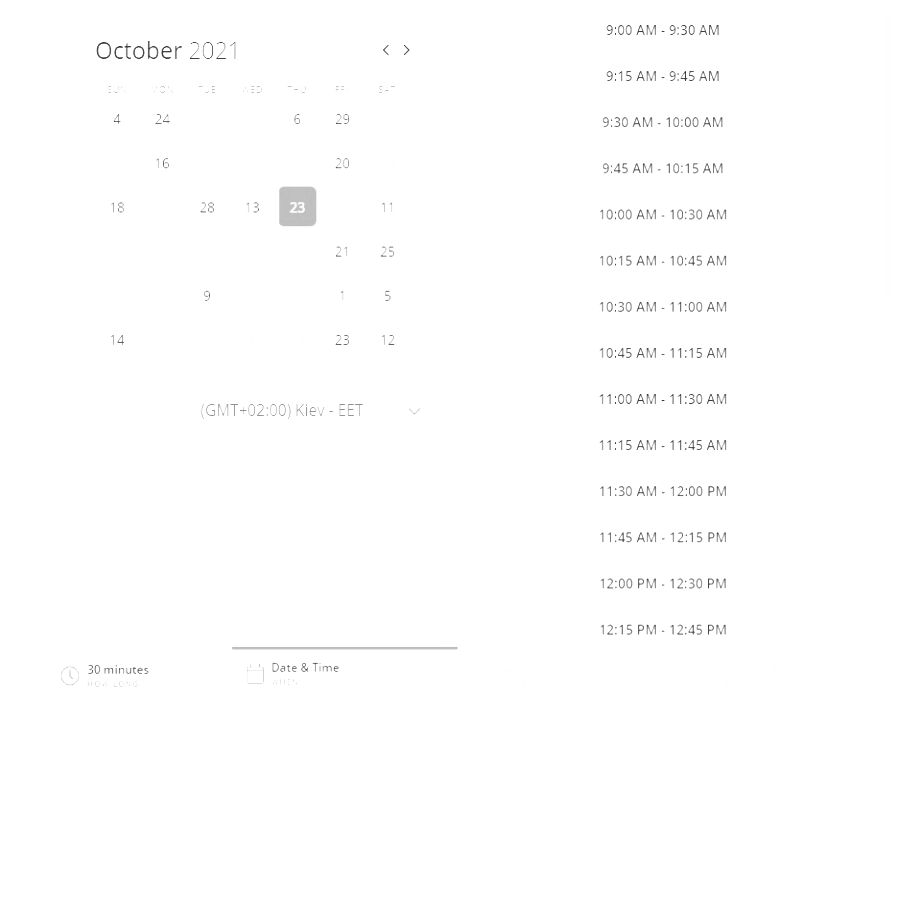 October 2021
SUN MON TUE WED THU FRI SAT
4 24 6 29
16 20
18 28 13 23 11
21 25
9 1 5
14 23 12
(GMT+02:00) Kiev - EET
30 minutes
HOW LONG
Date & Time
WHEN
9:00 AM - 9:30 AM
9:15 AM - 9:45 AM
9:30 AM - 10:00 AM
9:45 AM - 10:15 AM
10:00 AM - 10:30 AM
10:15 AM - 10:45 AM
10:30 AM - 11:00 AM
10:45 AM - 11:15 AM
11:00 AM - 11:30 AM
11:15 AM - 11:45 AM
11:30 AM - 12:00 PM
11:45 AM - 12:15 PM
12:00 PM - 12:30 PM
12:15 PM - 12:45 PM